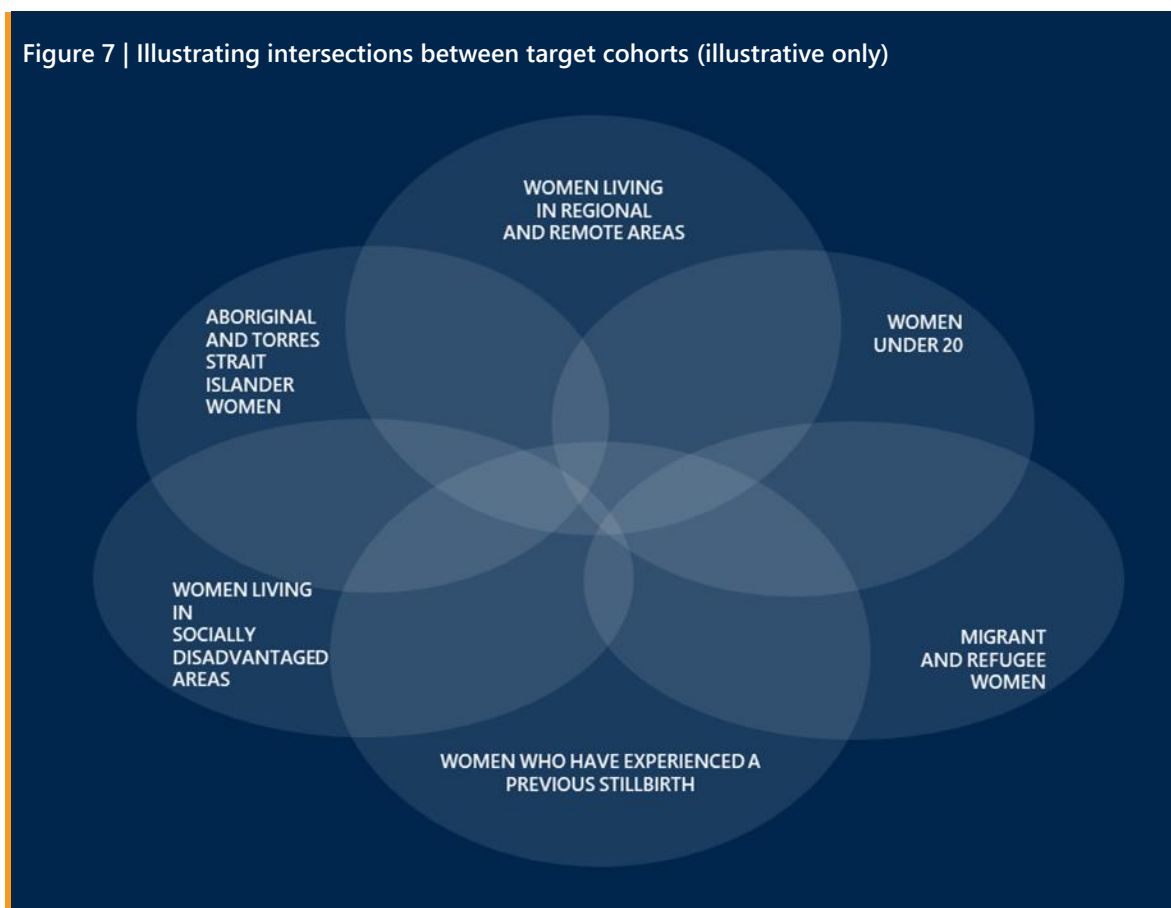 Figure 7 | Illustrating intersections between target cohorts (illustrative only)
WOMEN LIVING
IN REGIONAL
AND REMOTE AREAS
ABORIGINAL
AND TORRES
STRAIT
ISLANDER
WOMEN
WOMEN
UNDER 20
WOMEN LIVING
IN
SOCIALLY
DISADVANTAGED
AREAS
MIGRANT
AND REFUGEE
WOMEN
WOMEN WHO HAVE EXPERIENCED A
PREVIOUS STILLBIRTH